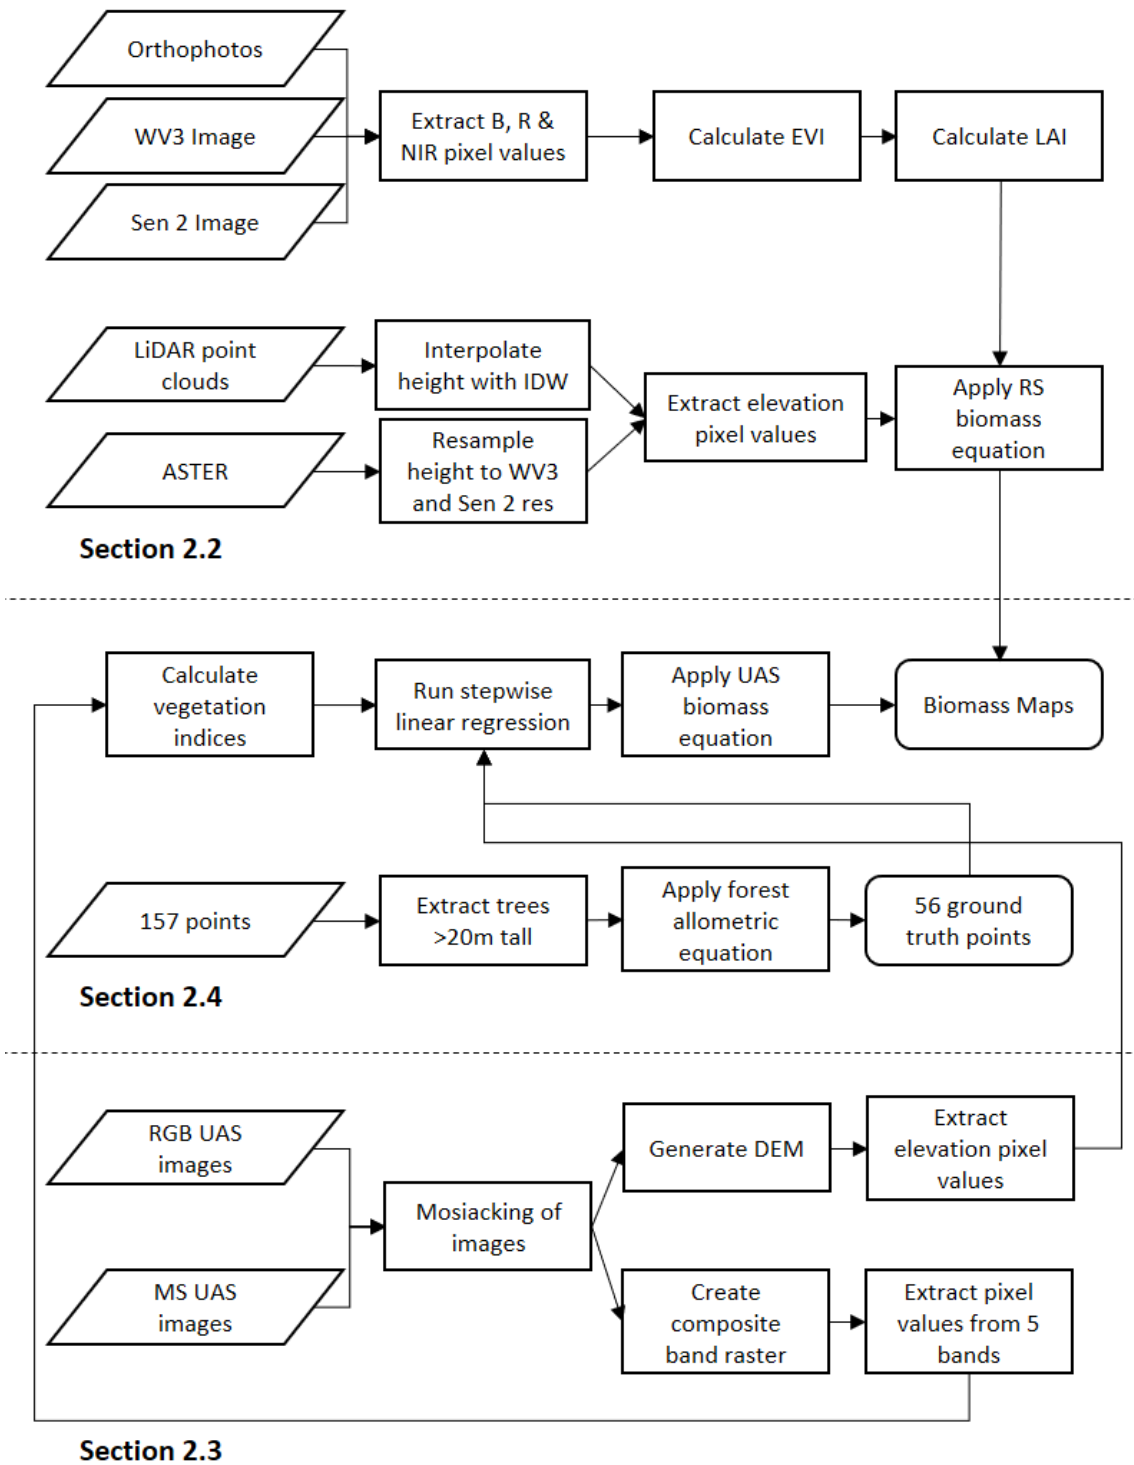 Orthophotos
WV3 Image
Sen 2 Image
Extract B, R &
NIR pixel values
Calculate EVI
Calculate LAI
LiDAR point
clouds
Interpolate
height with IDW
ASTER
Resample
height to WV3
and Sen 2 res
Extract elevation
pixel values
Apply RS
biomass
equation
Section 2.2
Calculate
vegetation
indices
Run stepwise
linear regression
Apply UAS
biomass
equation
Biomass Maps
157 points
Extract trees
>20m tall
Apply forest
allometric
equation
56 ground
truth points
Section 2.4
RGB UAS
images
MS UAS
images
Mosiacking of
images
Generate DEM
Extract
elevation pixel
values
Create
composite
band raster
Extract pixel
values from 5
bands
Section 2.3